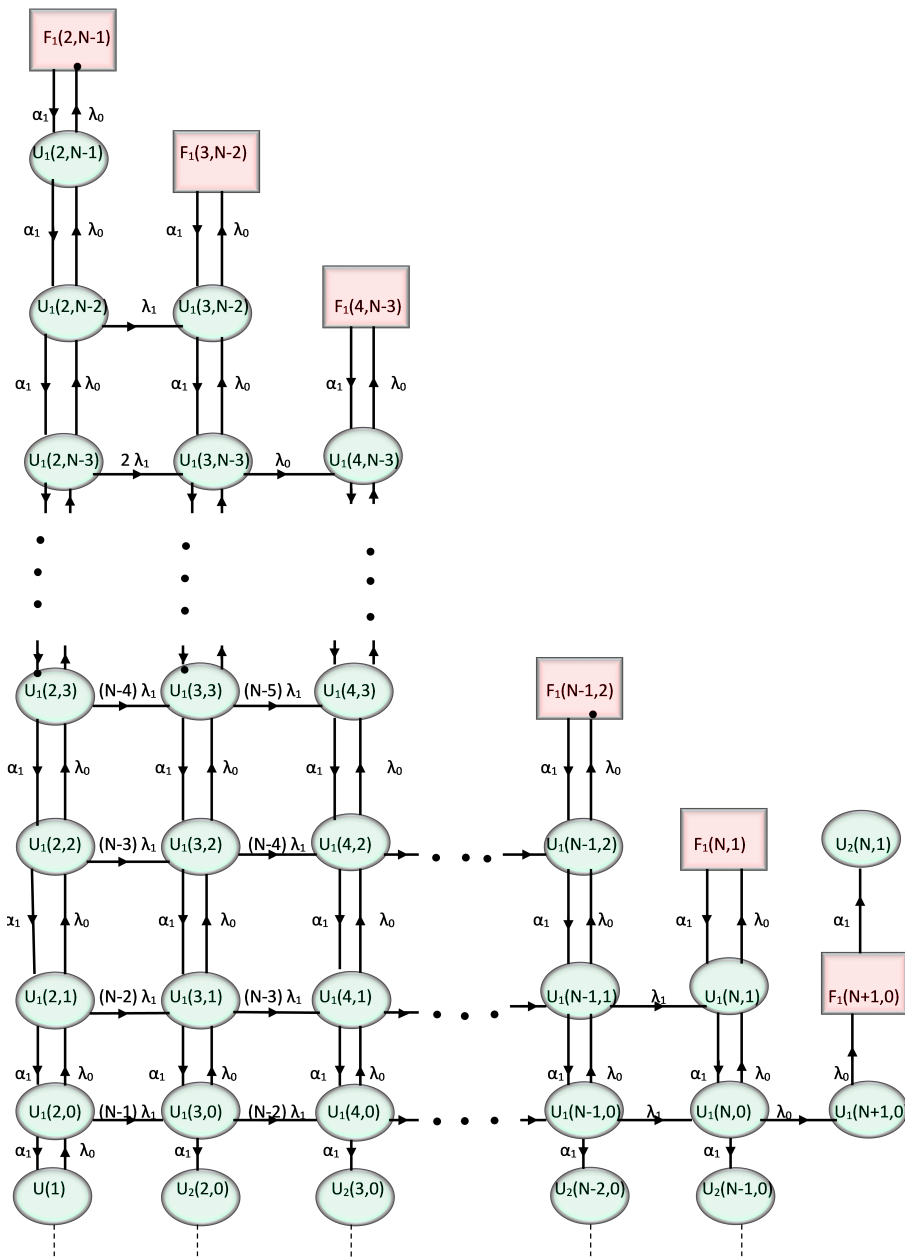 F₁(2,N-1)
α₁ λ₀
U₁(2,N-1) F₁(3,N-2)
α₁ λ₀ α₁ λ₀
F₁(4,N-3)
U₁(2,N-2) λ₁ U₁(3,N-2)
α₁ λ₀ α₁ λ₀ α₁ λ₀
U₁(2,N-3) 2 λ₁ U₁(3,N-3) λ₀ U₁(4,N-3)
U₁(2,3) (N-4) λ₁ U₁(3,3) (N-5) λ₁ U₁(4,3) F₁(N-1,2)
α₁ λ₀ α₁ λ₀ α₁ λ₀ α₁ λ₀
U₁(2,2) (N-3) λ₁ U₁(3,2) (N-4) λ₁ U₁(4,2) U₁(N-1,2) F₁(N,1) U₂(N,1)
α₁ λ₀ α₁ λ₀ α₁ λ₀ α₁ λ₀ α₁ λ₀ α₁
U₁(2,1) (N-2) λ₁ U₁(3,1) (N-3) λ₁ U₁(4,1) U₁(N-1,1) λ₁ U₁(N,1) F₁(N+1,0)
α₁ λ₀ α₁ λ₀ α₁ λ₀ α₁ λ₀ α₁ λ₀ λ₀
U₁(2,0) (N-1) λ₁ U₁(3,0) (N-2) λ₁ U₁(4,0) U₁(N-1,0) λ₁ U₁(N,0) λ₀ U₁(N+1,0)
α₁ λ₀ α₁ α₁ α₁ α₁
U(1) U₂(2,0) U₂(3,0) U₂(N-2,0) U₂(N-1,0)